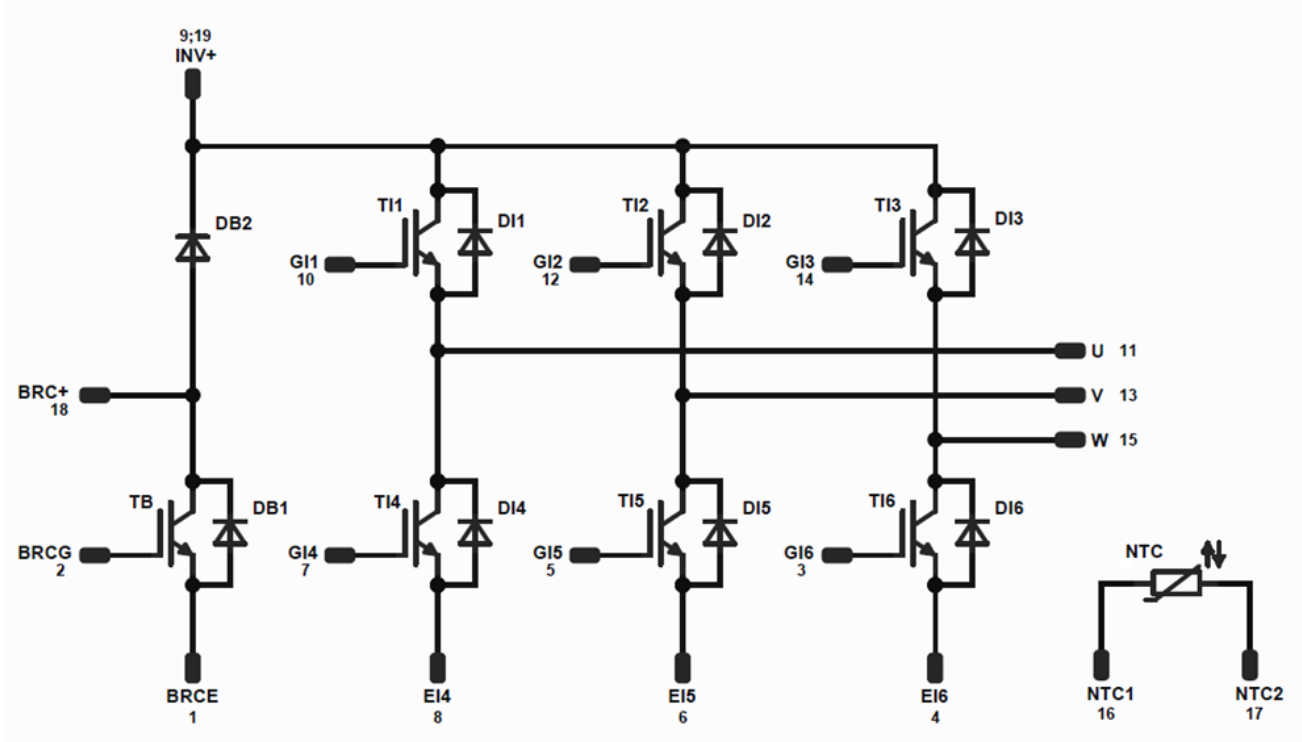 9;19
INV+
DB2
TI1
DI1
TI2
DI2
TI3
DI3
GI1
10
GI2
12
GI3
14
U 11
BRC+
18
V 13
W 15
TB
DB1
TI4
DI4
TI5
DI5
TI6
DI6
BRCG
2
GI4
7
GI5
5
GI6
3
NTC
BRCE
1
EI4
8
EI5
6
EI6
4
NTC1
16
NTC2
17